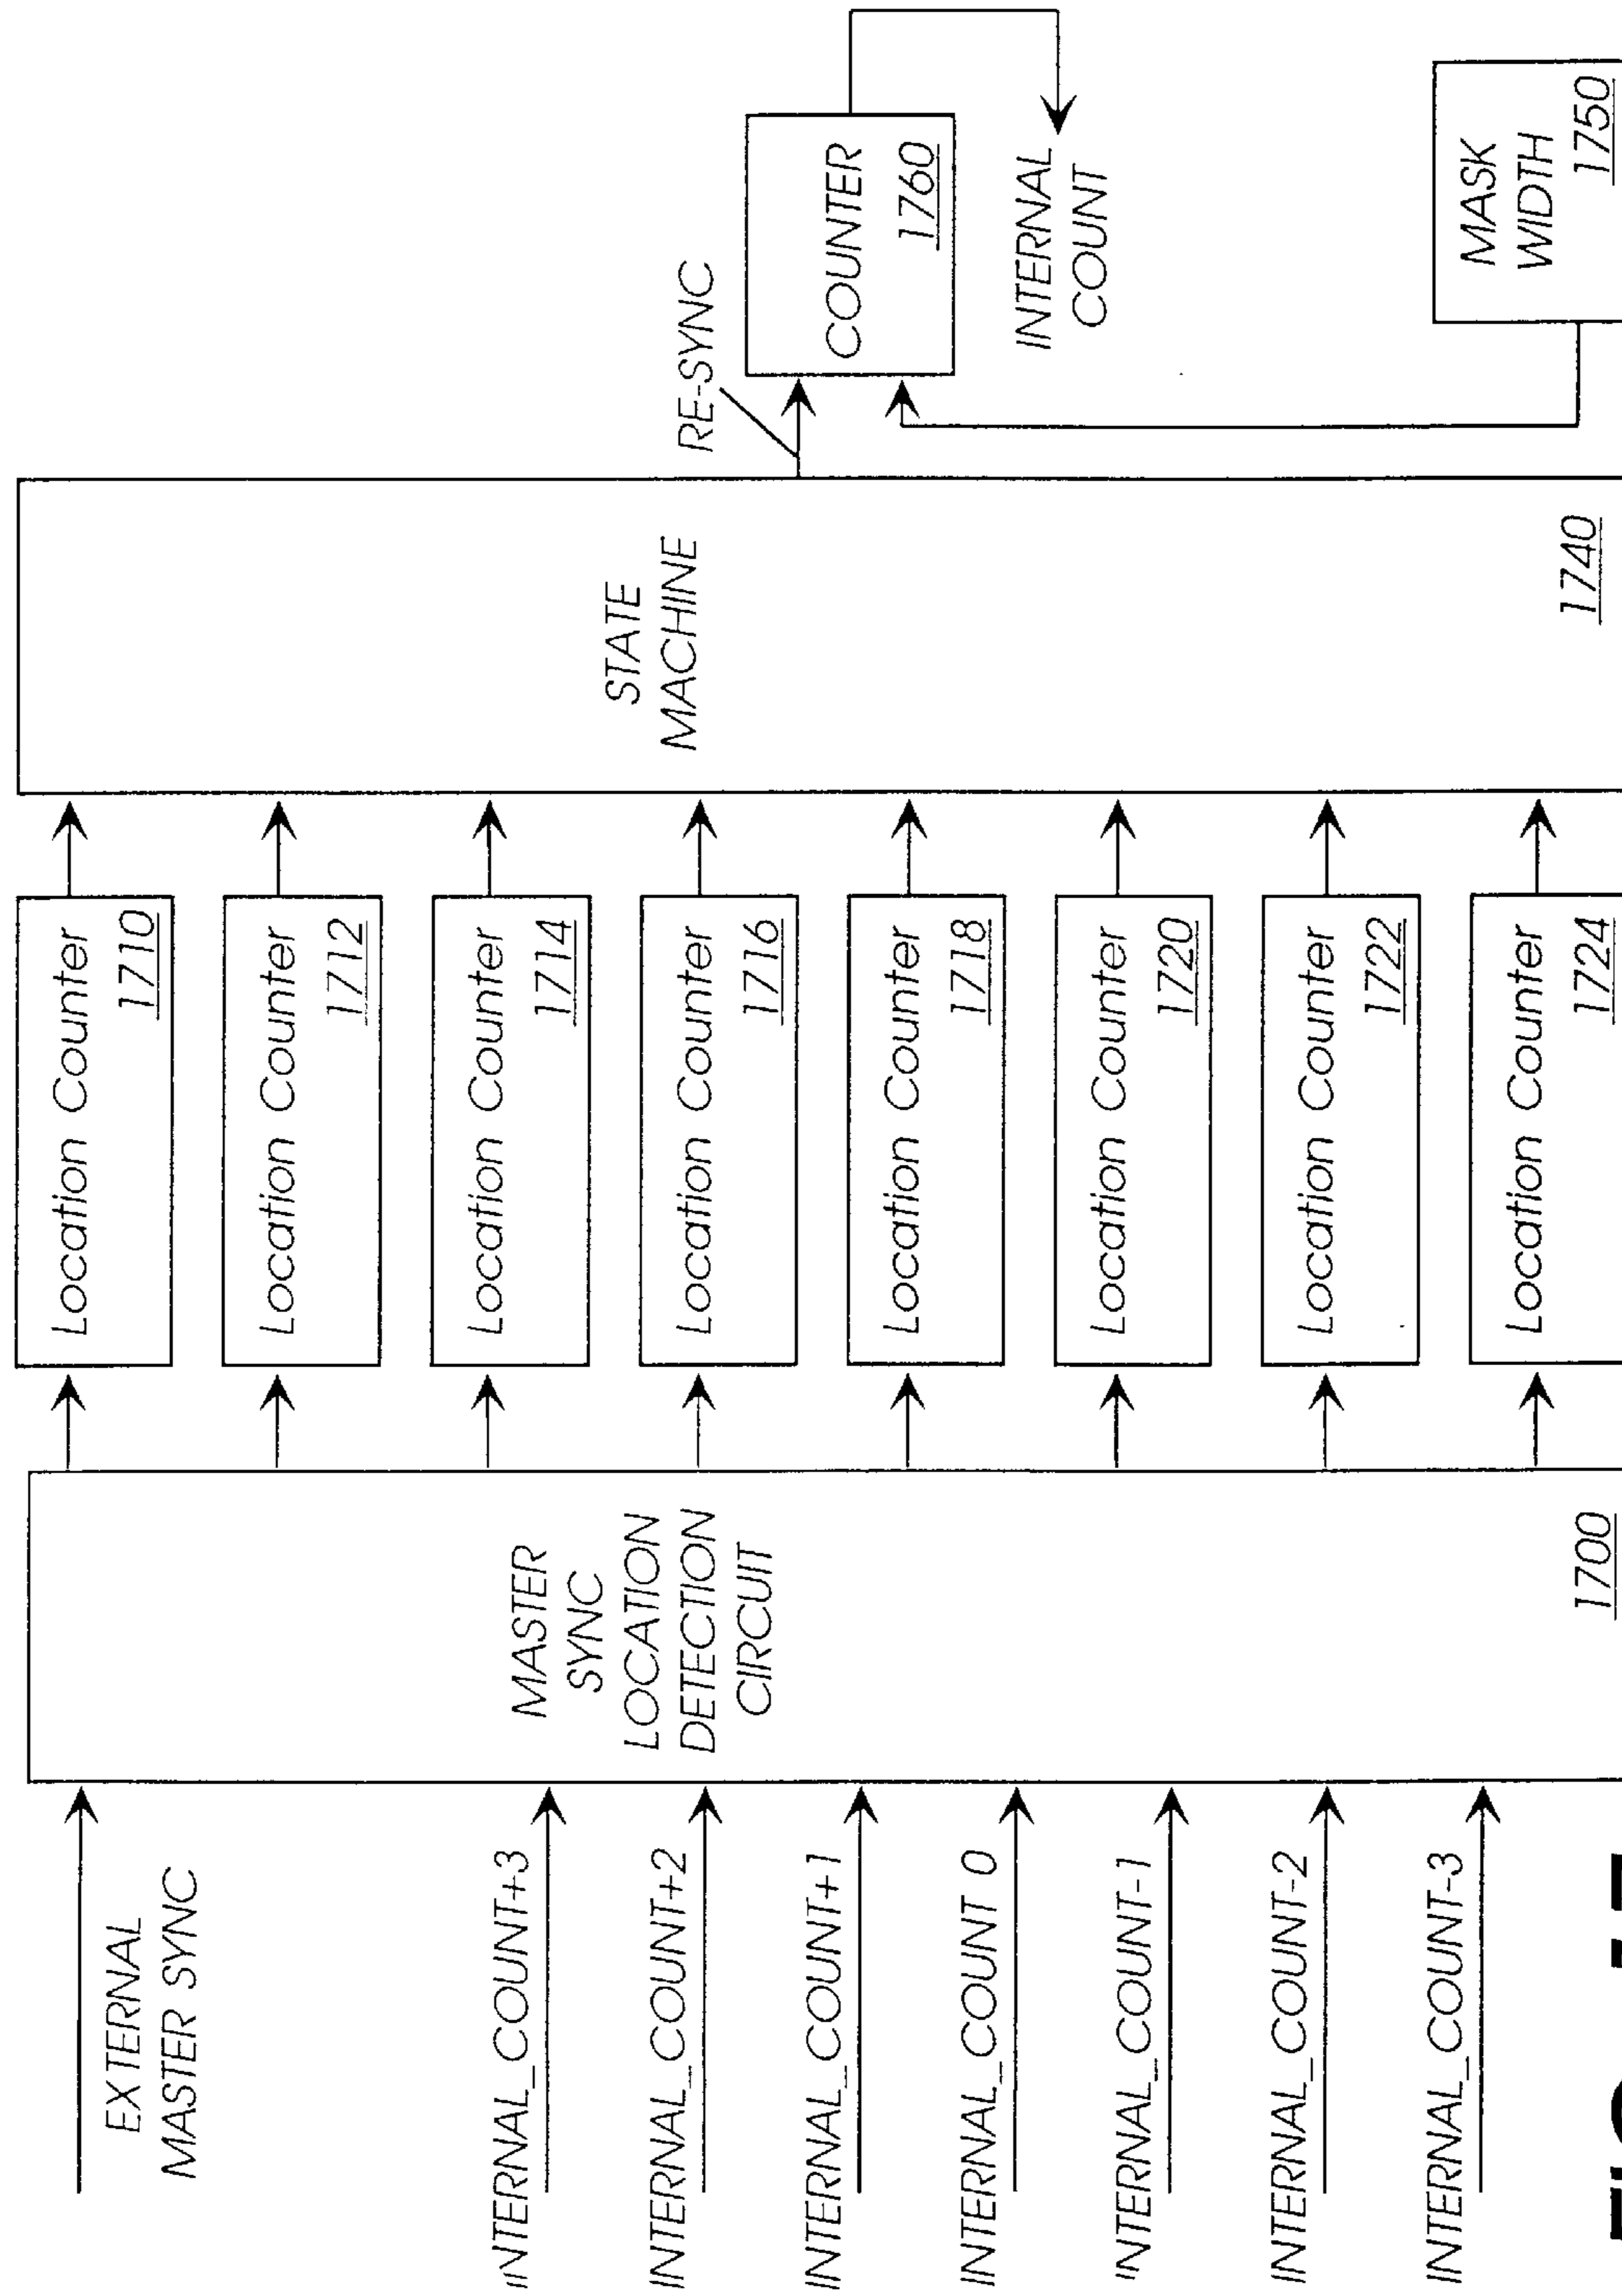 EXTERNAL
MASTER SYNC
INTERNAL_COUNT+3
INTERNAL_COUNT+2
INTERNAL_COUNT+1
INTERNAL_COUNT 0
INTERNAL_COUNT-1
INTERNAL_COUNT-2
INTERNAL_COUNT-3
MASTER
SYNC
LOCATION
DETECTION
CIRCUIT
1700
Location Counter
1710
Location Counter
1712
Location Counter
1714
Location Counter
1716
Location Counter
1718
Location Counter
1720
Location Counter
1722
Location Counter
1724
STATE
MACHINE
1740
RE-SYNC
COUNTER
1760
INTERNAL
COUNT
MASK
WIDTH
1750